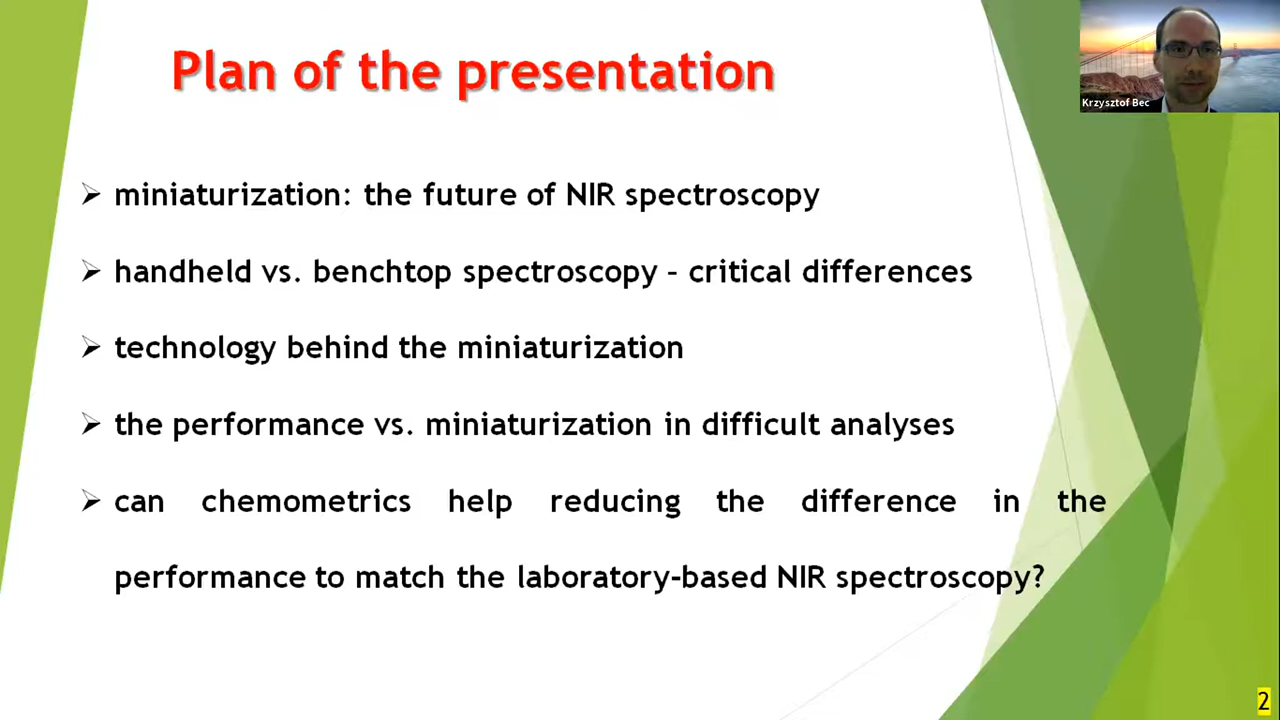 Plan of the presentation
Krzysztof Bec
➢ miniaturization: the future of NIR spectroscopy
➢ handheld vs. benchtop spectroscopy – critical differences
➢ technology behind the miniaturization
➢ the performance vs. miniaturization in difficult analyses
➢ can chemometrics help reducing the difference in the
performance to match the laboratory-based NIR spectroscopy?
2